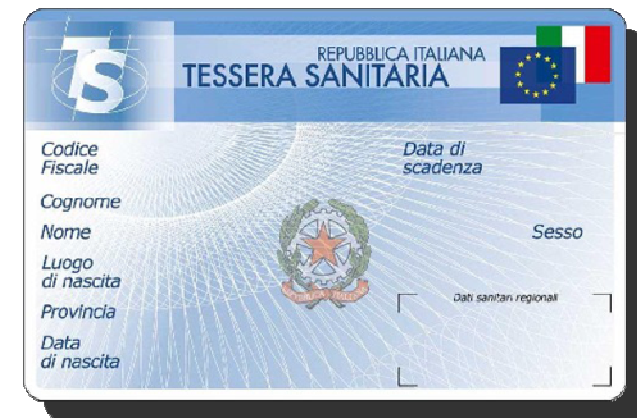 TS
REPUBBLICA ITALIANA
TESSERA SANITARIA
Codice
Fiscale
Data di
scadenza
Cognome
Nome
Sesso
Luogo
di nascita
Dati sanitari regionali
Provincia
Data
di nascita